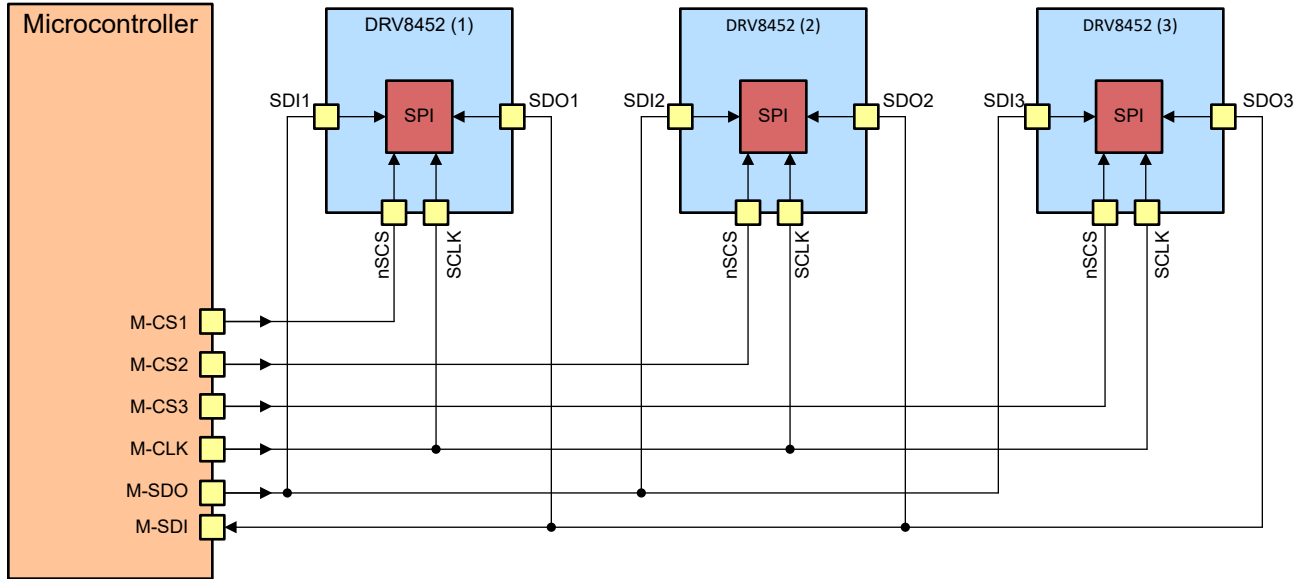 Microcontroller
DRV8452 (1)
DRV8452 (2)
DRV8452 (3)
SDI1
SPI
SDO1
SDI2
SPI
SDO2
SDI3
SPI
SDO3
nSCS
SCLK
nSCS
SCLK
nSCS
SCLK
M-CS1
M-CS2
M-CS3
M-CLK
M-SDO
M-SDI